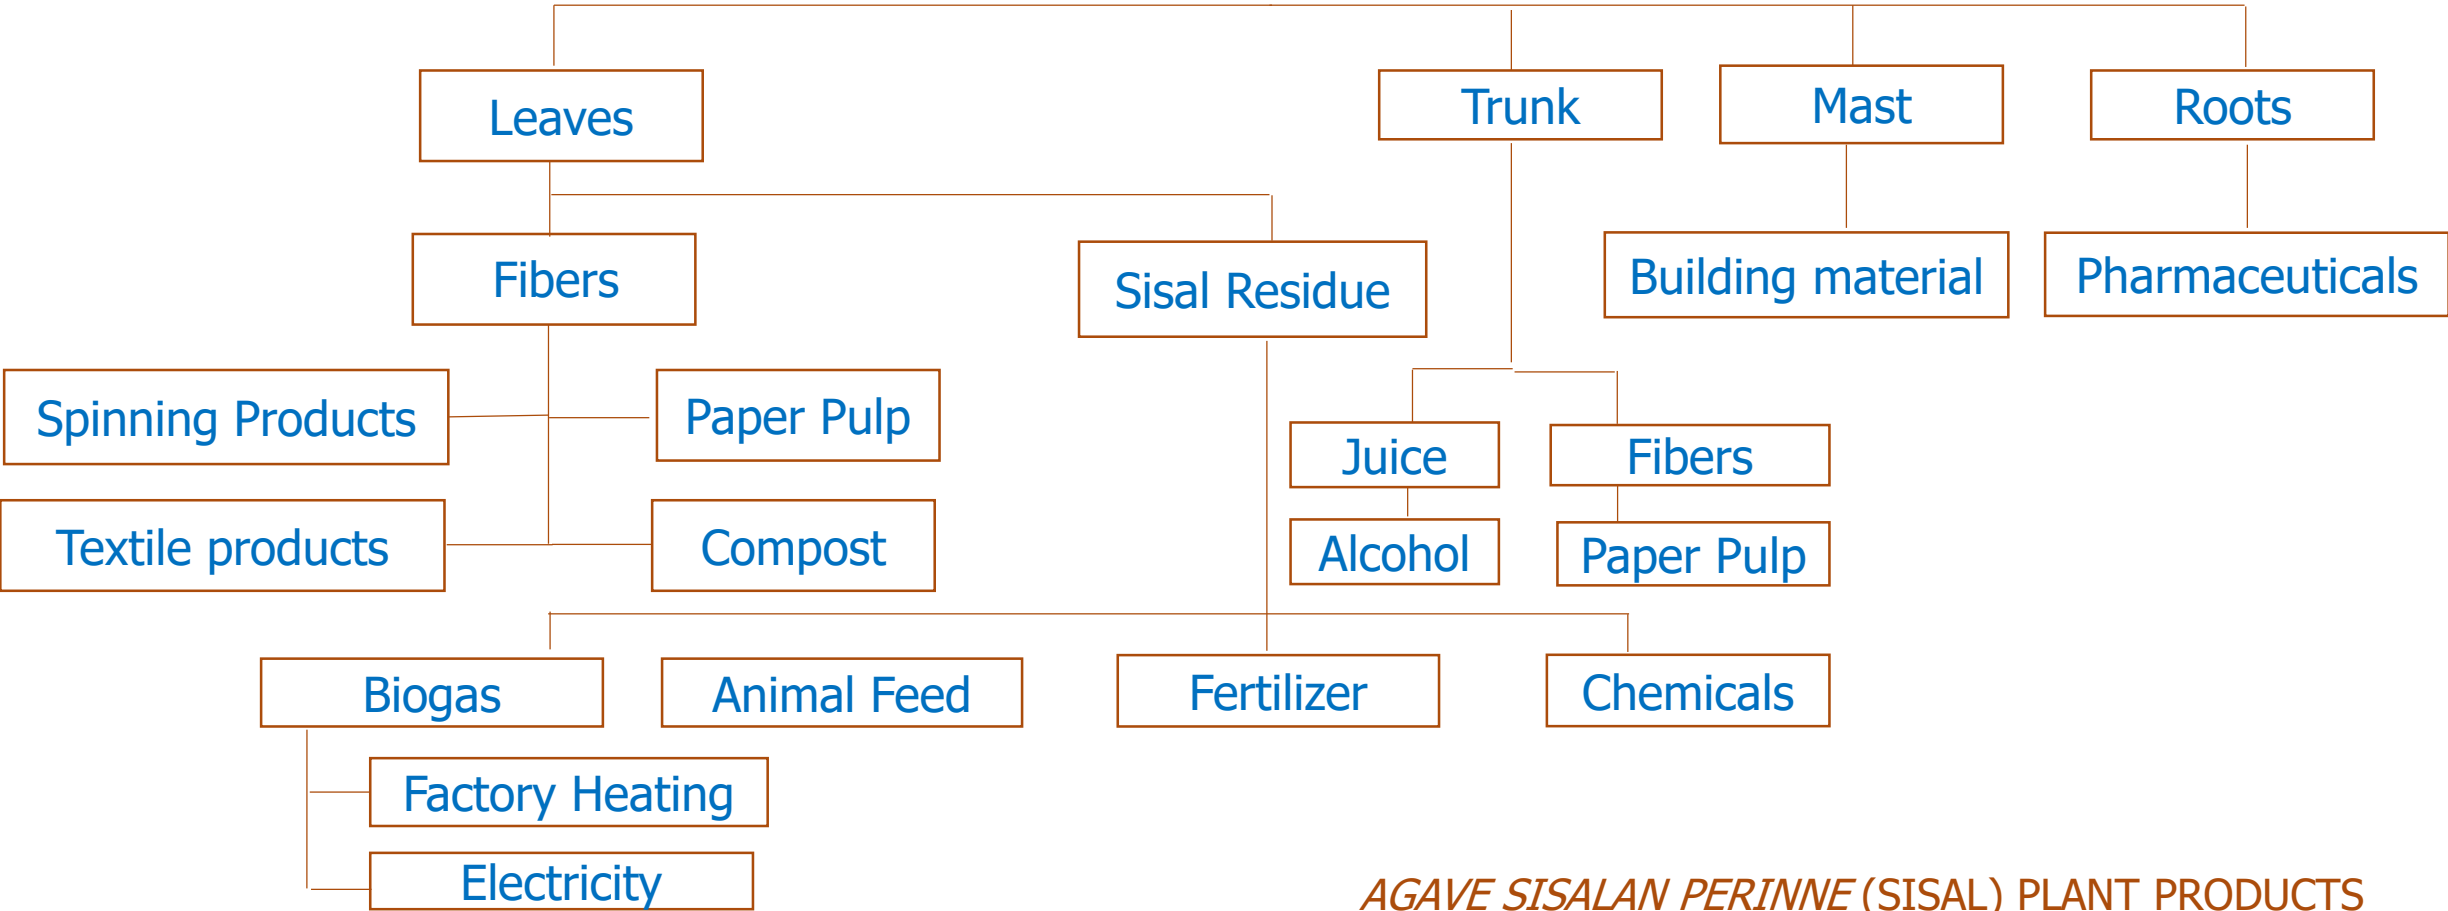 Leaves
Trunk
Mast
Roots
Fibers
Sisal Residue
Building material
Pharmaceuticals
Spinning Products
Paper Pulp
Juice
Fibers
Textile products
Compost
Alcohol
Paper Pulp
Biogas
Animal Feed
Fertilizer
Chemicals
Factory Heating
Electricity
AGAVE SISALAN PERINNE (SISAL) PLANT PRODUCTS